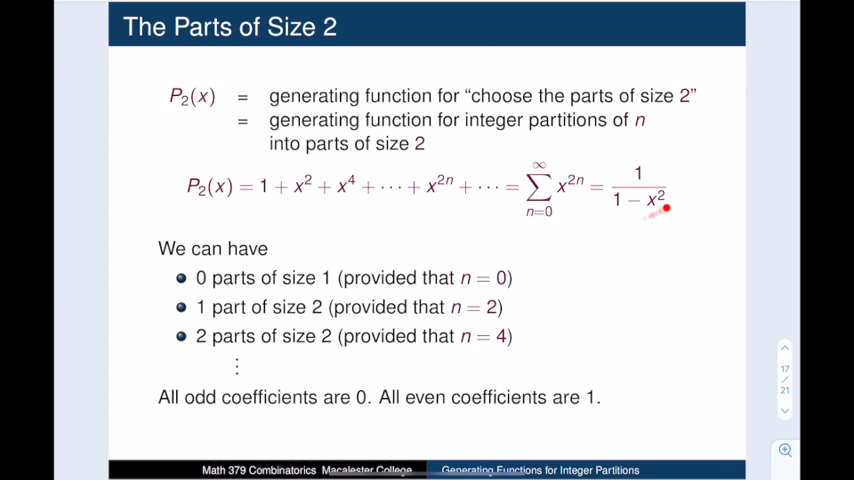 The Parts of Size 2
P₂(x) = generating function for “choose the parts of size 2”
= generating function for integer partitions of n
into parts of size 2
P₂(x) = 1 + x² + x⁴ + ··· + x²ⁿ + ··· = ∑_{n=0}^{∞} x²ⁿ = 1/(1 − x²)
We can have
0 parts of size 1 (provided that n = 0)
1 part of size 2 (provided that n = 2)
2 parts of size 2 (provided that n = 4)
⋮
All odd coefficients are 0. All even coefficients are 1.
Math 379 Combinatorics Macalester College Generating Functions for Integer Partitions
17
/
21